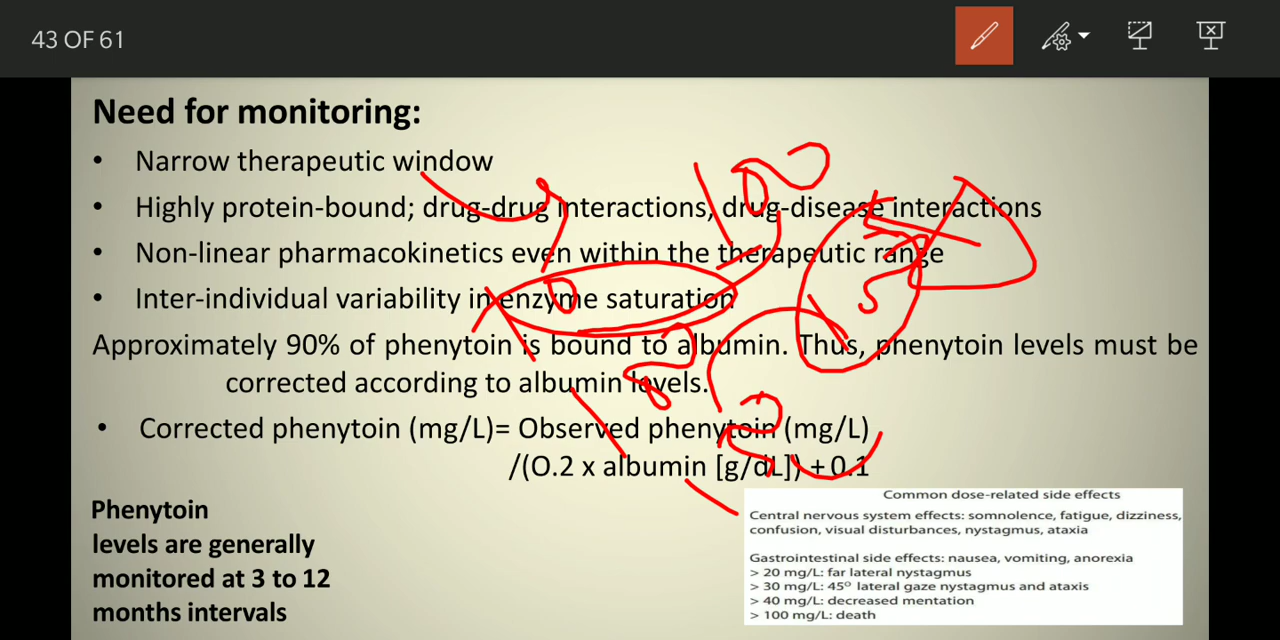 43 OF 61
Need for monitoring:
• Narrow therapeutic window
• Highly protein-bound; drug-drug interactions, drug-disease interactions
• Non-linear pharmacokinetics even within the therapeutic range
• Inter-individual variability in enzyme saturation
Approximately 90% of phenytoin is bound to albumin. Thus, phenytoin levels must be
corrected according to albumin levels.
• Corrected phenytoin (mg/L)= Observed phenytoin (mg/L)
/(O.2 x albumin [g/dL]) + 0.1
Phenytoin
levels are generally
monitored at 3 to 12
months intervals
Common dose-related side effects
Central nervous system effects: somnolence, fatigue, dizziness,
confusion, visual disturbances, nystagmus, ataxia
Gastrointestinal side effects: nausea, vomiting, anorexia
> 20 mg/L: far lateral nystagmus
> 30 mg/L: 45º lateral gaze nystagmus and ataxis
> 40 mg/L: decreased mentation
> 100 mg/L: death